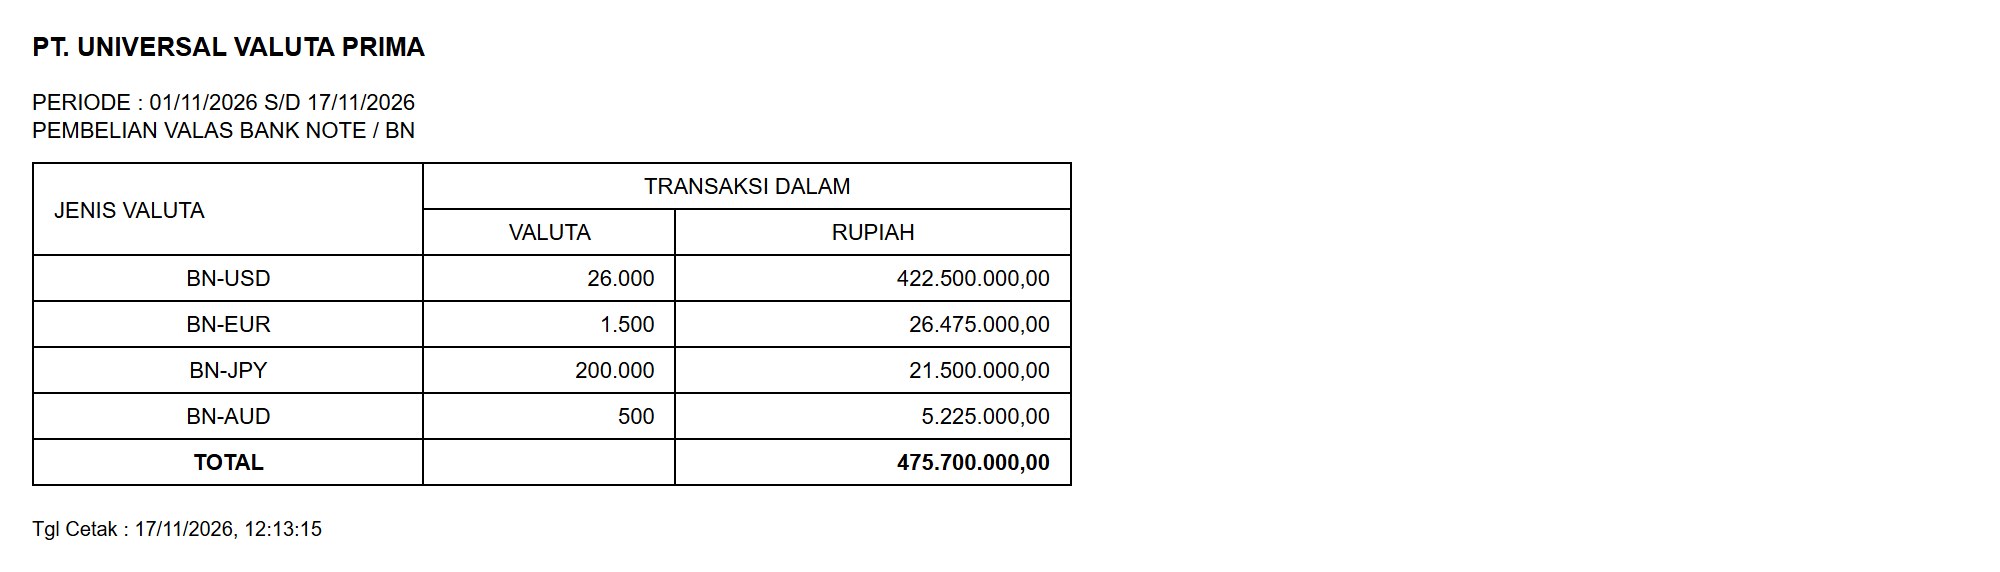 PT. UNIVERSAL VALUTA PRIMA
PERIODE : 01/11/2026 S/D 17/11/2026
PEMBELIAN VALAS BANK NOTE / BN
JENIS VALUTA
TRANSAKSI DALAM
VALUTA RUPIAH
BN-USD 26.000 422.500.000,00
BN-EUR 1.500 26.475.000,00
BN-JPY 200.000 21.500.000,00
BN-AUD 500 5.225.000,00
TOTAL 475.700.000,00
Tgl Cetak : 17/11/2026, 12:13:15